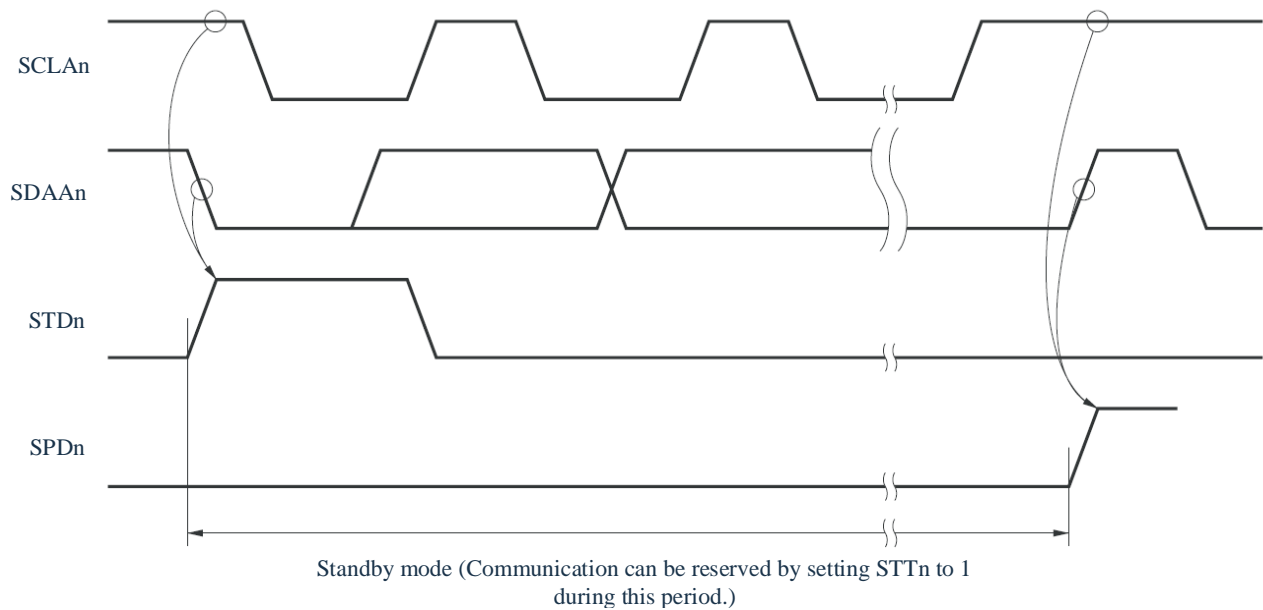 SCLAn
SDAAn
STDn
SPDn
Standby mode (Communication can be reserved by setting STTn to 1
during this period.)